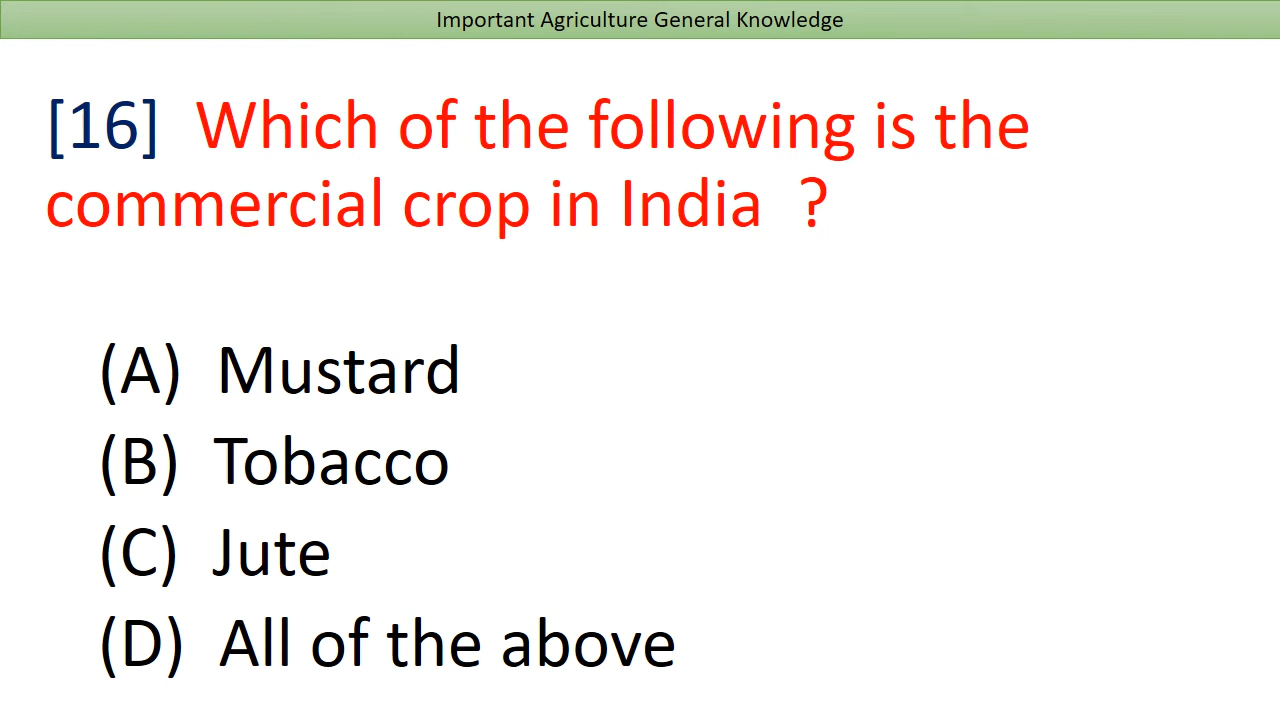 Important Agriculture General Knowledge
[16] Which of the following is the
commercial crop in India ?
(A) Mustard
(B) Tobacco
(C) Jute
(D) All of the above